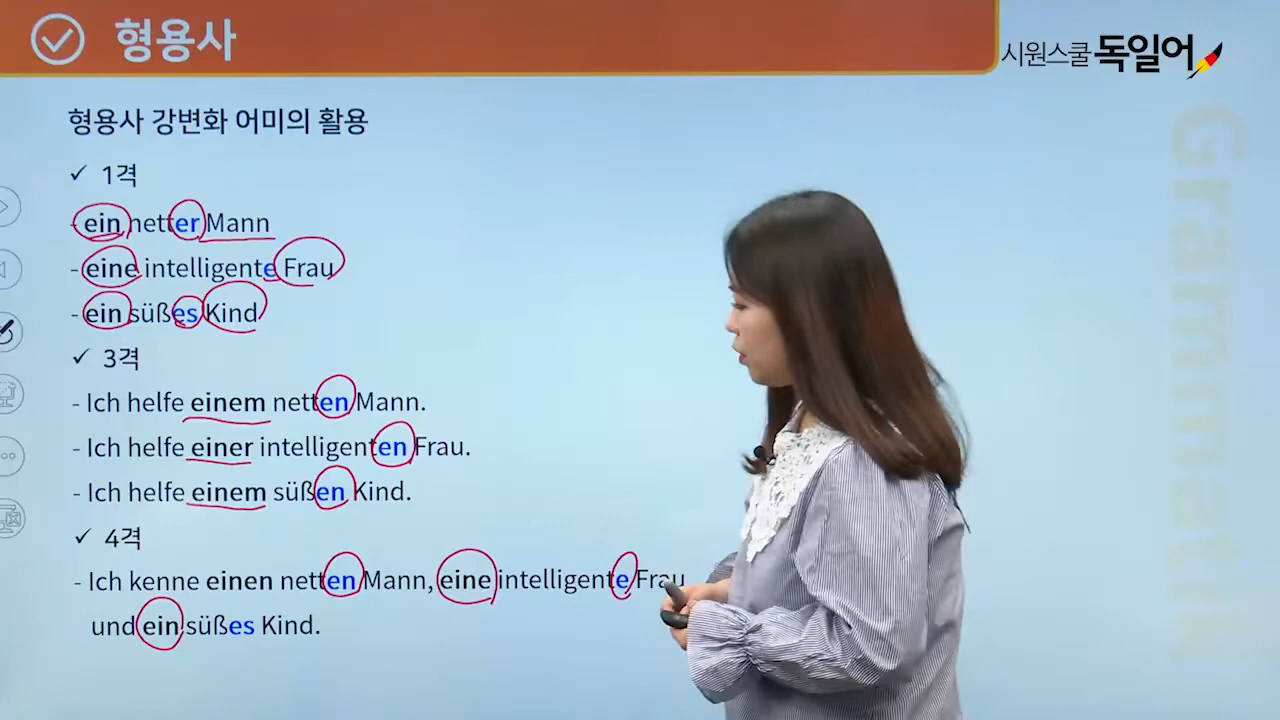 형용사
시원스쿨 독일어
Grammatik
형용사 강변화 어미의 활용
✓ 1격
- ein netter Mann
- eine intelligente Frau
- ein süßes Kind
✓ 3격
- Ich helfe einem netten Mann.
- Ich helfe einer intelligenten Frau.
- Ich helfe einem süßen Kind.
✓ 4격
- Ich kenne einen netten Mann, eine intelligente Frau
und ein süßes Kind.